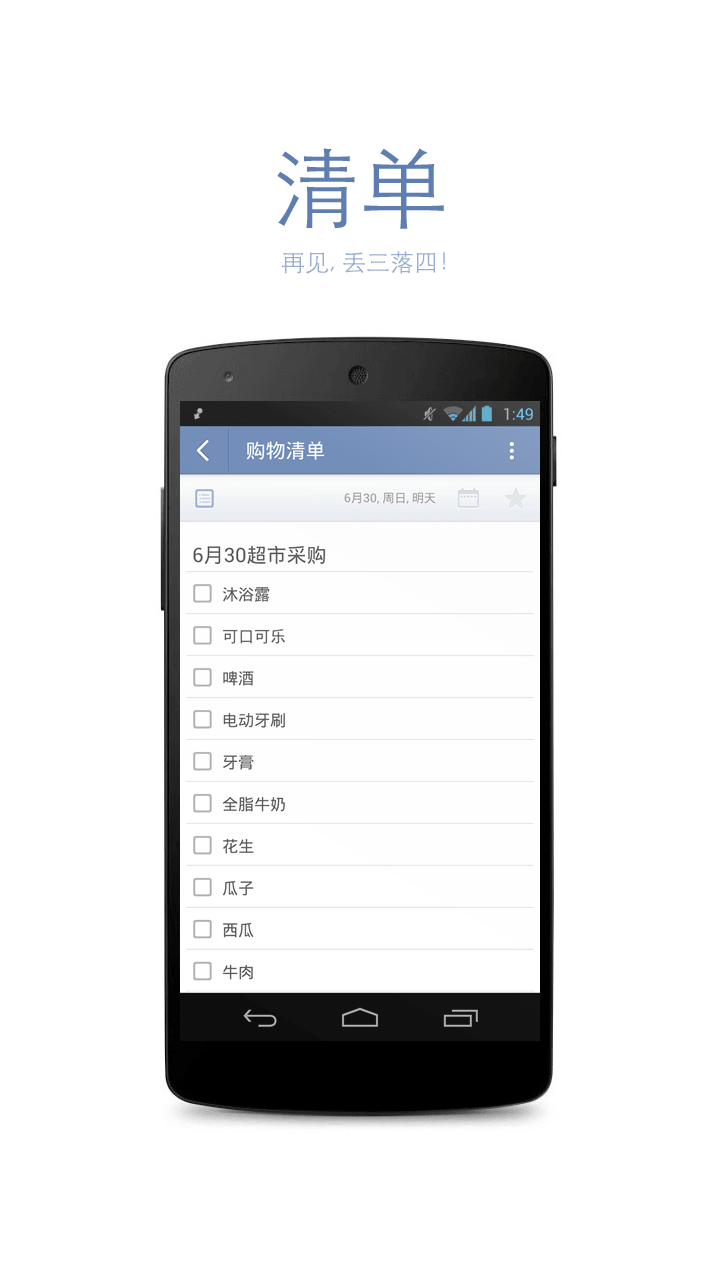 清单
再见, 丢三落四!
1:49
购物清单
6月30, 周日, 明天
6月30超市采购
沐浴露
可口可乐
啤酒
电动牙刷
牙膏
全脂牛奶
花生
瓜子
西瓜
牛肉